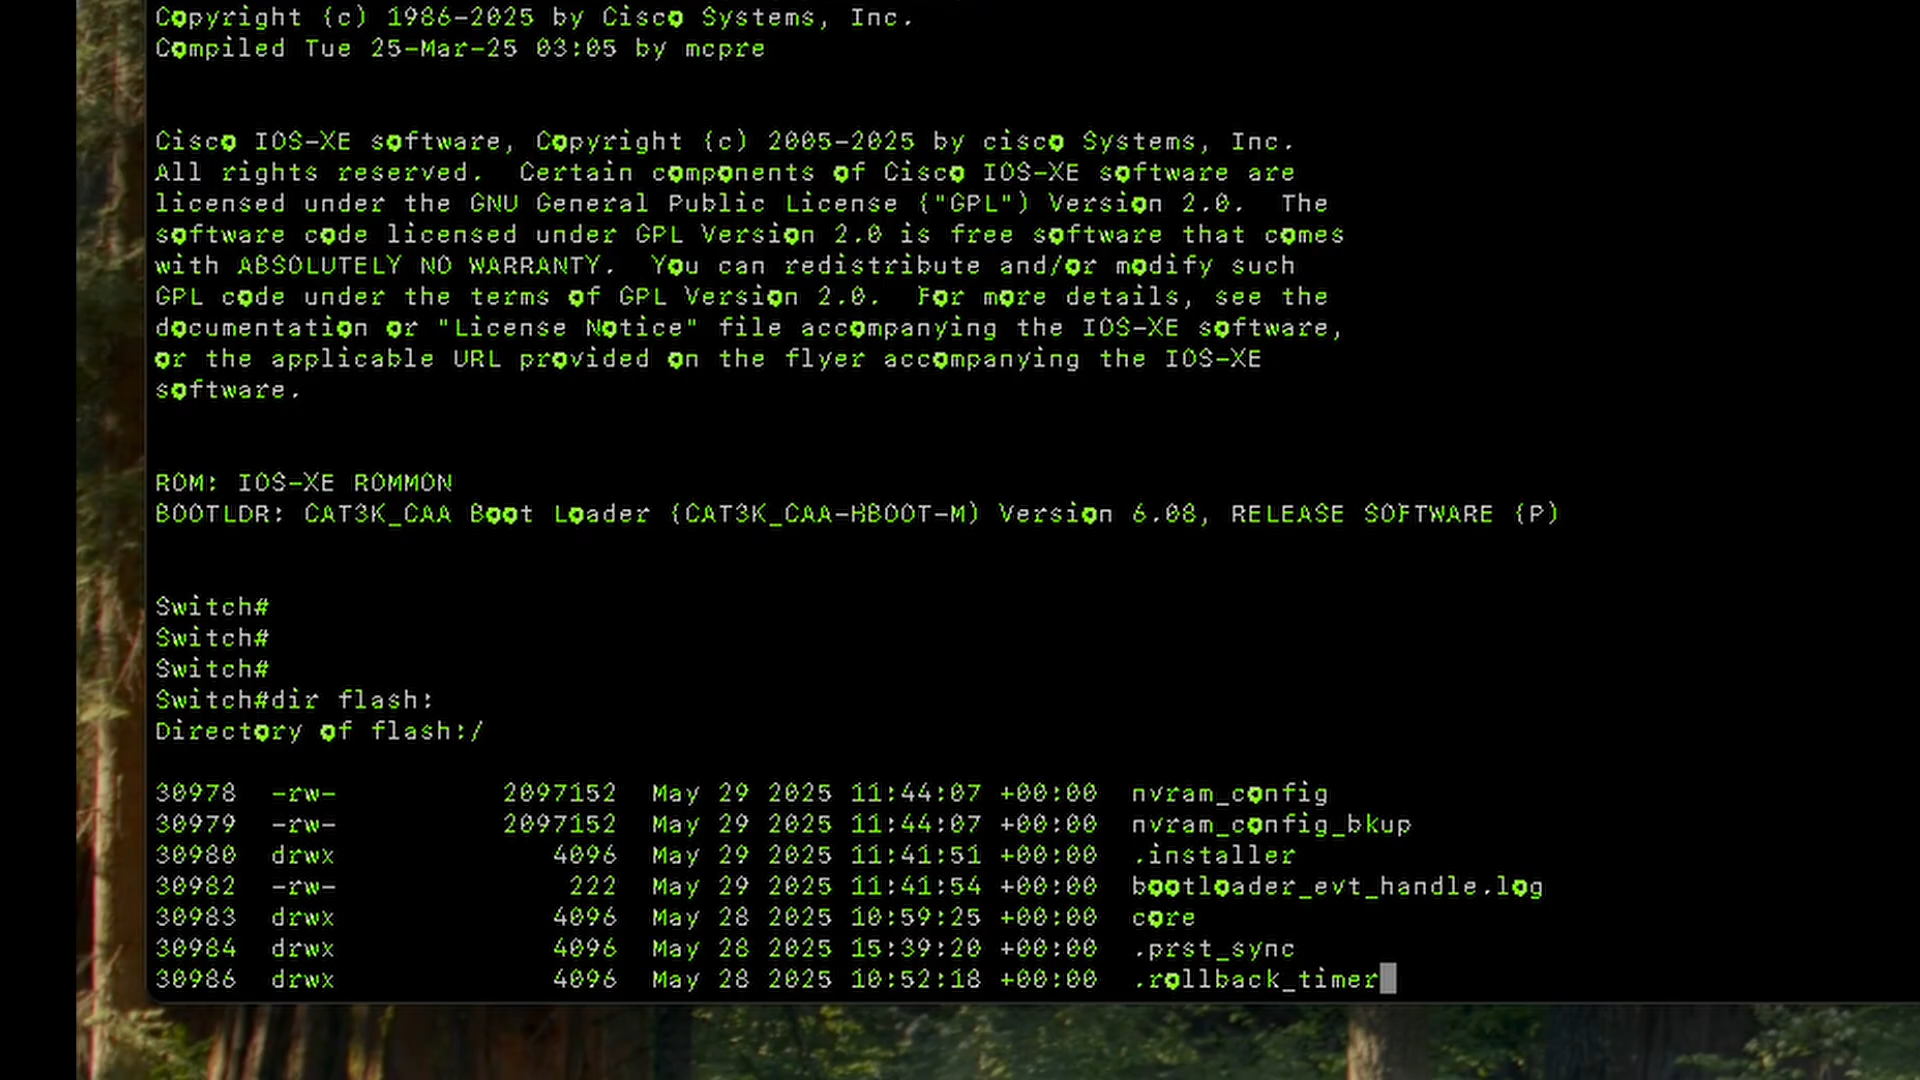 Copyright (c) 1986-2025 by Cisco Systems, Inc.
Compiled Tue 25-Mar-25 03:05 by mcpre
Cisco IOS-XE software, Copyright (c) 2005-2025 by cisco Systems, Inc.
All rights reserved.  Certain components of Cisco IOS-XE software are
licensed under the GNU General Public License ("GPL") Version 2.0.  The
software code licensed under GPL Version 2.0 is free software that comes
with ABSOLUTELY NO WARRANTY.  You can redistribute and/or modify such
GPL code under the terms of GPL Version 2.0.  For more details, see the
documentation or "License Notice" file accompanying the IOS-XE software,
or the applicable URL provided on the flyer accompanying the IOS-XE
software.
ROM: IOS-XE ROMMON
BOOTLDR: CAT3K_CAA Boot Loader (CAT3K_CAA-HBOOT-M) Version 6.08, RELEASE SOFTWARE (P)
Switch#
Switch#
Switch#
Switch#dir flash:
Directory of flash:/
30978  -rw-          2097152  May 29 2025 11:44:07 +00:00  nvram_config
30979  -rw-          2097152  May 29 2025 11:44:07 +00:00  nvram_config_bkup
30980  drwx             4096  May 29 2025 11:41:51 +00:00  .installer
30982  -rw-              222  May 29 2025 11:41:54 +00:00  bootloader_evt_handle.log
30983  drwx             4096  May 28 2025 10:59:25 +00:00  core
30984  drwx             4096  May 28 2025 15:39:20 +00:00  .prst_sync
30986  drwx             4096  May 28 2025 10:52:18 +00:00  .rollback_timer